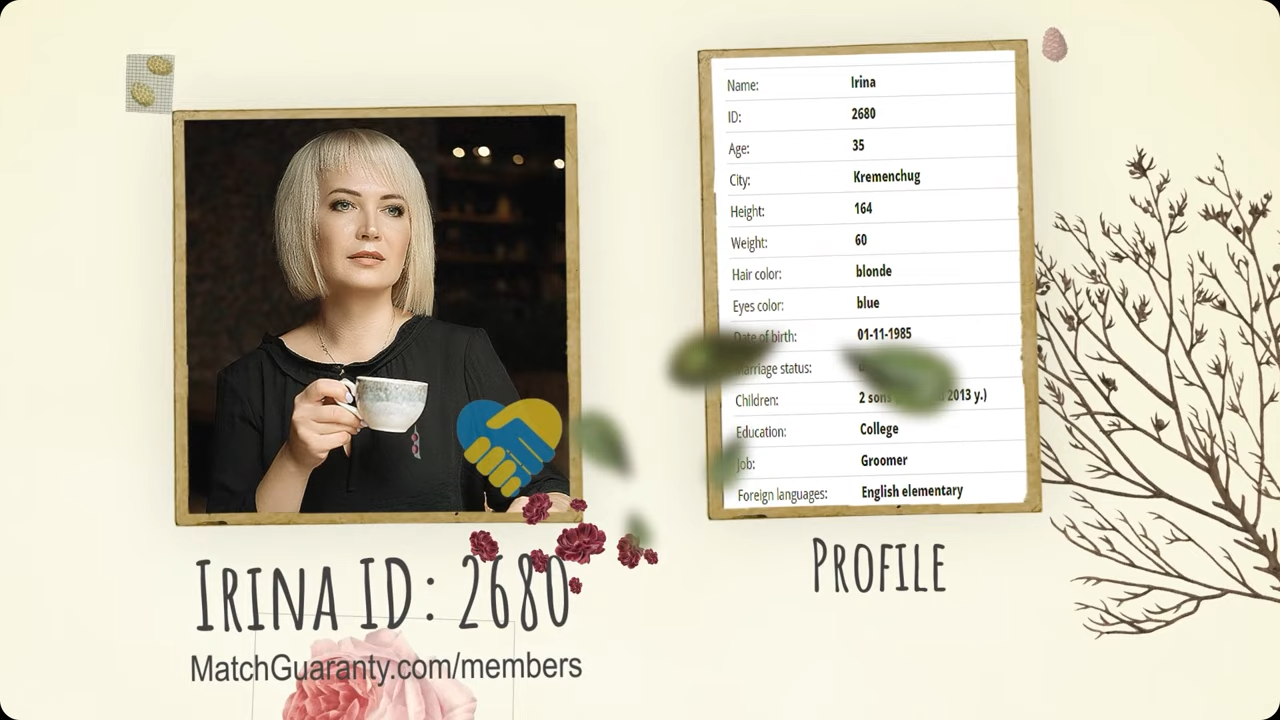 Irina ID: 2680
MatchGuaranty.com/members
Name: Irina
ID: 2680
Age: 35
City: Kremenchug
Height: 164
Weight: 60
Hair color: blonde
Eyes color: blue
Date of birth: 01-11-1985
Marriage status:
Children: 2 sons 2013 y.)
Education: College
Job: Groomer
Foreign languages: English elementary
Profile